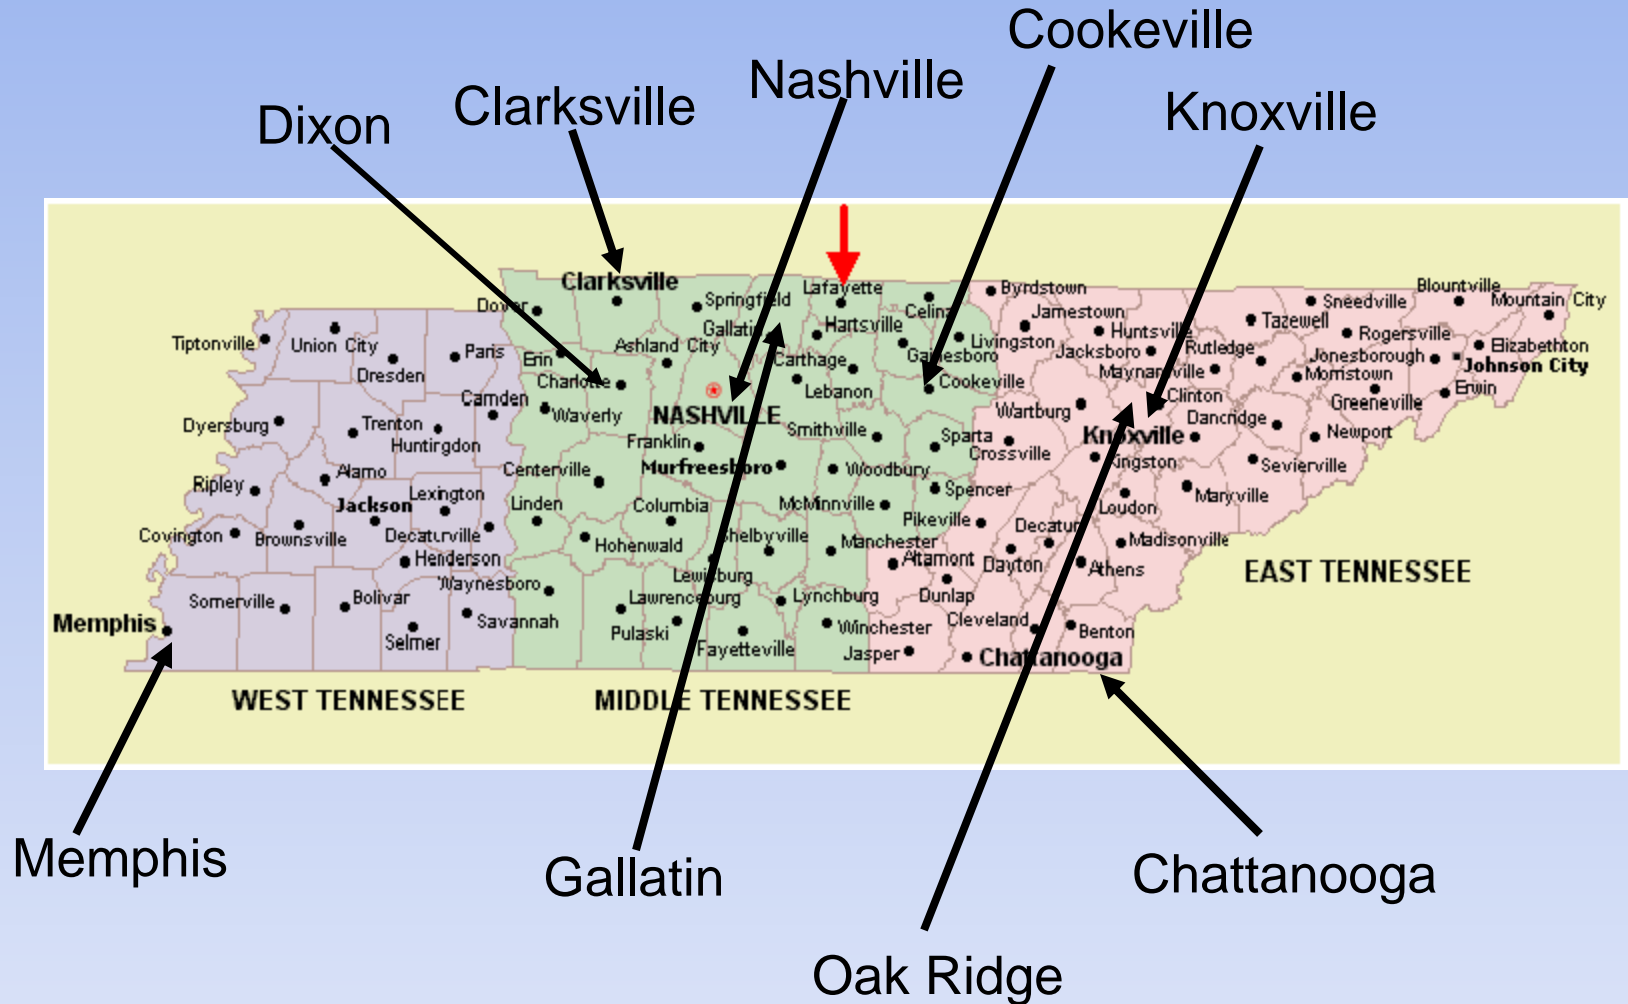 Cookeville
Nashville
Clarksville
Knoxville
Dixon
Clarksville
Lafayette
Byrdstown
Blountville
Dover
Springfield
Celina
Sneedville
Mountain City
Tiptonville
Union City
Gallatin
Hartsville
Jamestown
Tazewell
Rogersville
Paris
Erin
Ashland City
Livingston
Huntsville
Elizabethton
Dresden
Carthage
Gainesboro
Jacksboro
Rutledge
Jonesborough
Johnson City
Charlotte
Lebanon
Cookeville
Maynardville
Morristown
Erwin
Camden
Waverly
NASHVILLE
Wartburg
Clinton
Greeneville
Dyersburg
Trenton
Huntingdon
Franklin
Smithville
Sparta
Knoxville
Dandridge
Newport
Crossville
Alamo
Centerville
Murfreesboro
Woodbury
Kingston
Sevierville
Ripley
Lexington
Spencer
Maryville
Jackson
Linden
Columbia
McMinnville
Loudon
Covington
Brownsville
Decaturville
Pikeville
Decatur
Hohenwald
Shelbyville
Manchester
Madisonville
Henderson
Lewisburg
Altamont
Dayton
Athens
EAST TENNESSEE
Waynesboro
Somerville
Bolivar
Lawrenceburg
Lynchburg
Dunlap
Memphis
Savannah
Cleveland
Selmer
Pulaski
Fayetteville
Winchester
Benton
Jasper
Chattanooga
WEST TENNESSEE
MIDDLE TENNESSEE
Memphis
Gallatin
Chattanooga
Oak Ridge